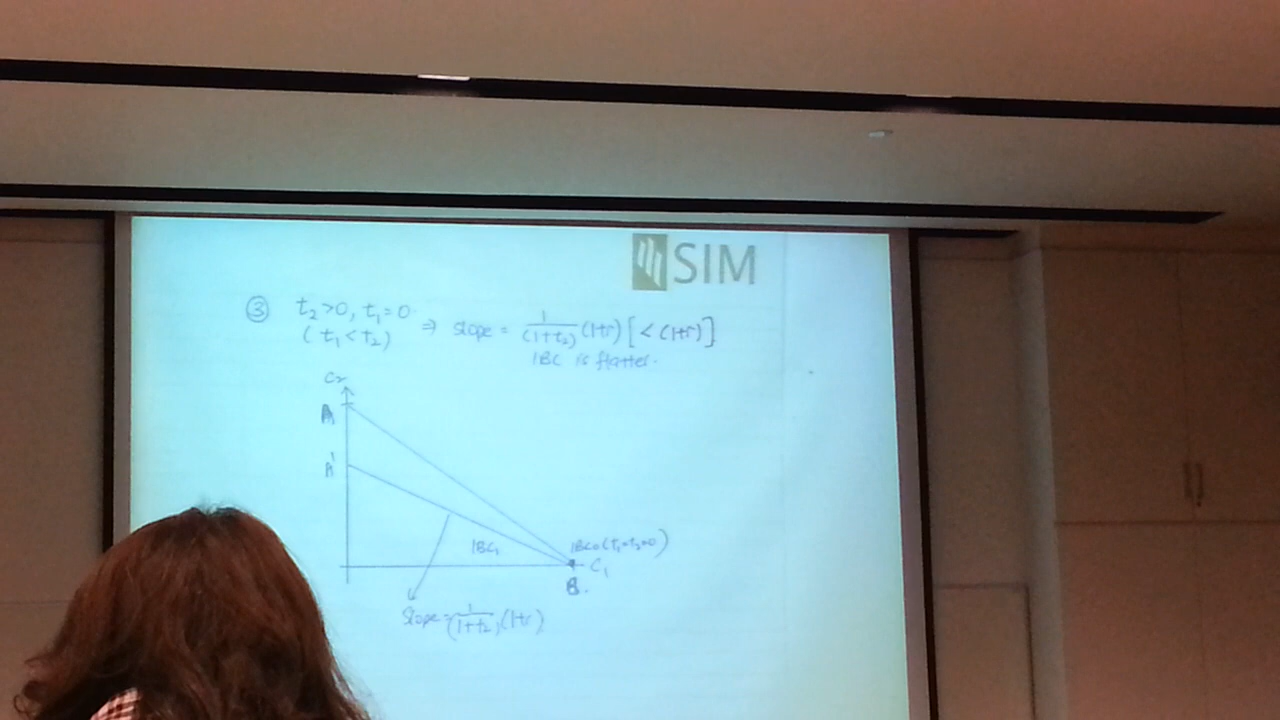 SIM
③ t₂>0, t₁=0 ⇒ slope = 1/(1+t₂) (1+r) [< (1+r)]
(t₁<t₂)
IBC is flatter.
C₂
A
A'
IBC₁
IBC₀ (t₁=t₂=0)
C₁
B.
Slope = 1/(1+t₂) (1+r)